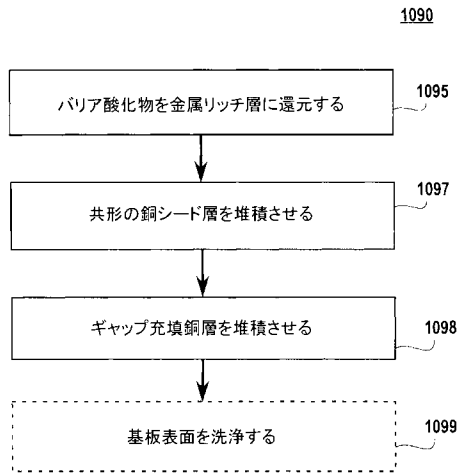 1090
バリア酸化物を金属リッチ層に還元する
1095
共形の銅シード層を堆積させる
1097
ギャップ充填銅層を堆積させる
1098
基板表面を洗浄する
1099